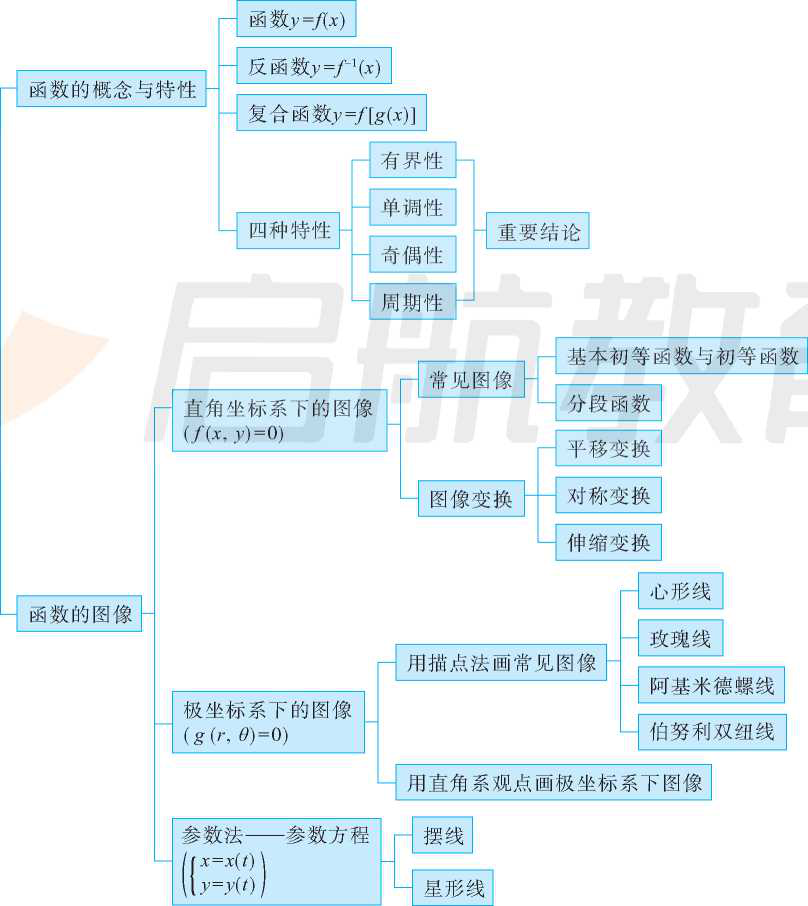 函数y=f(x)
反函数y=f⁻¹(x)
函数的概念与特性
复合函数y=f[g(x)]
有界性
单调性
四种特性
重要结论
奇偶性
周期性
启航教育
基本初等函数与初等函数
常见图像
直角坐标系下的图像
(f(x, y)=0)
分段函数
平移变换
图像变换
对称变换
伸缩变换
函数的图像
心形线
玫瑰线
用描点法画常见图像
阿基米德螺线
极坐标系下的图像
(g(r, θ)=0)
伯努利双纽线
用直角系观点画极坐标系下图像
参数法——参数方程
x=x(t)
y=y(t)
摆线
星形线